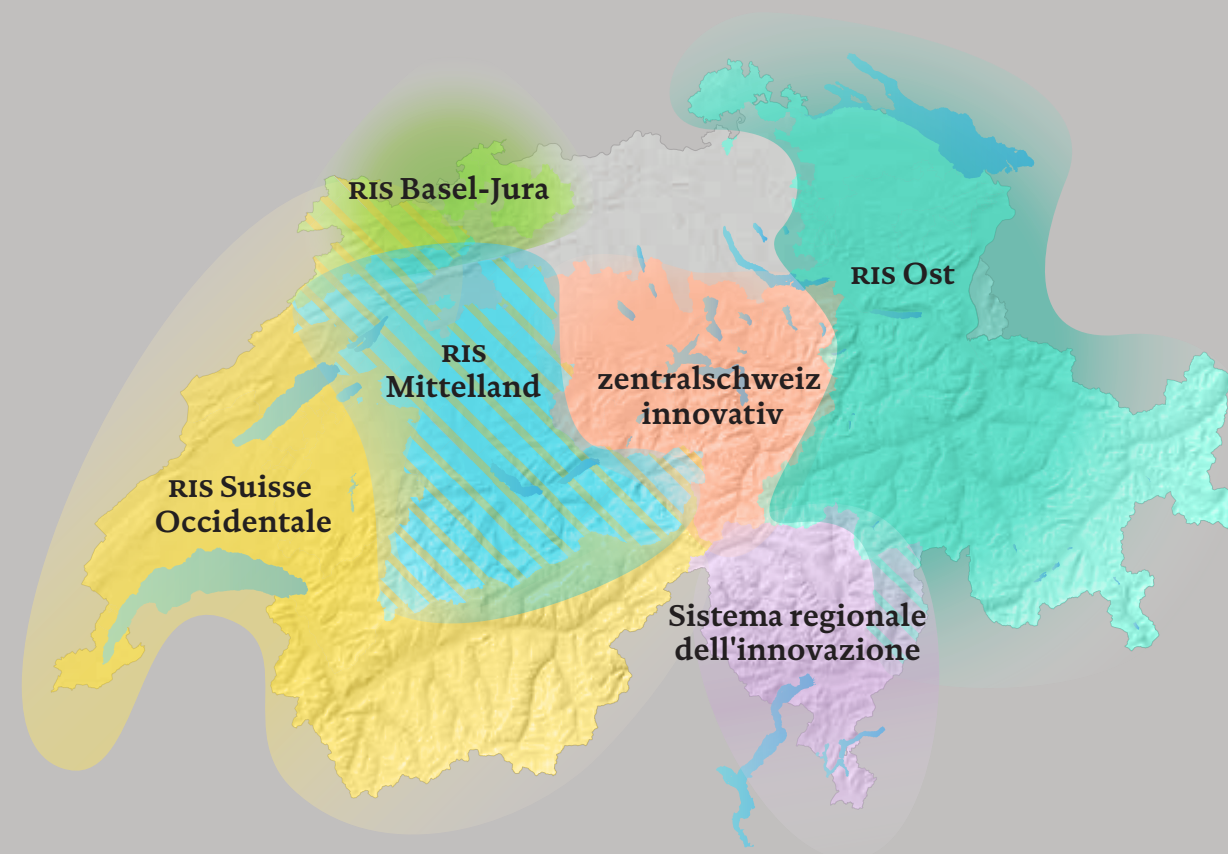 RIS Basel-Jura
RIS Ost
RIS
Mittelland
zentralschweiz
innovativ
RIS Suisse
Occidentale
Sistema regionale
dell'innovazione